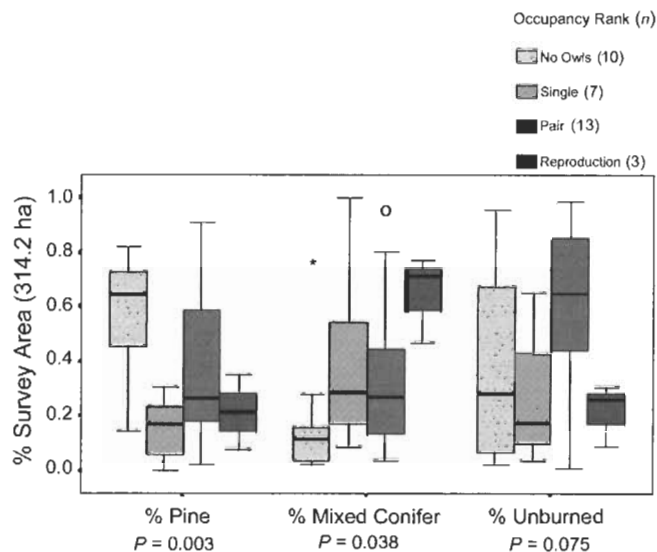 Occupancy Rank (n)
No Owls (10)
Single (7)
Pair (13)
Reproduction (3)
% Survey Area (314.2 ha)
1.0
0.8
0.6
0.4
0.2
0.0
% Pine
% Mixed Conifer
% Unburned
P = 0.003
P = 0.038
P = 0.075